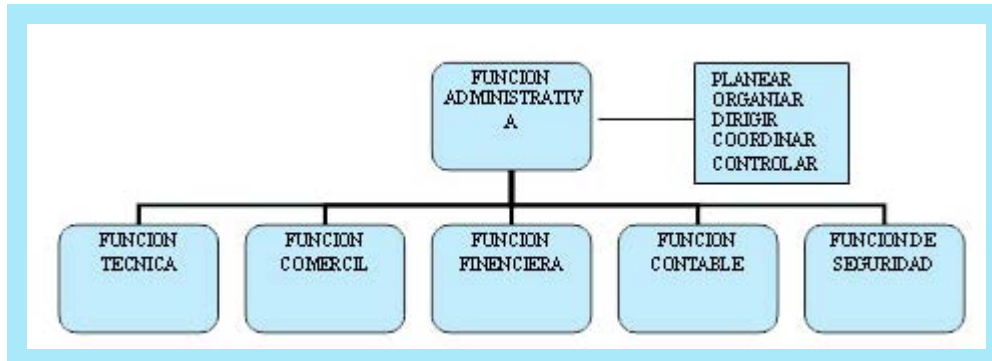 FUNCION
ADMINISTRATIV
A
PLANEAR
ORGANIAR
DIRIGIR
COORDINAR
CONTROLAR
FUNCION
TECNICA
FUNCION
COMERCIL
FUNCION
FINENCIERA
FUNCION
CONTABLE
FUNCION DE
SEGURIDAD